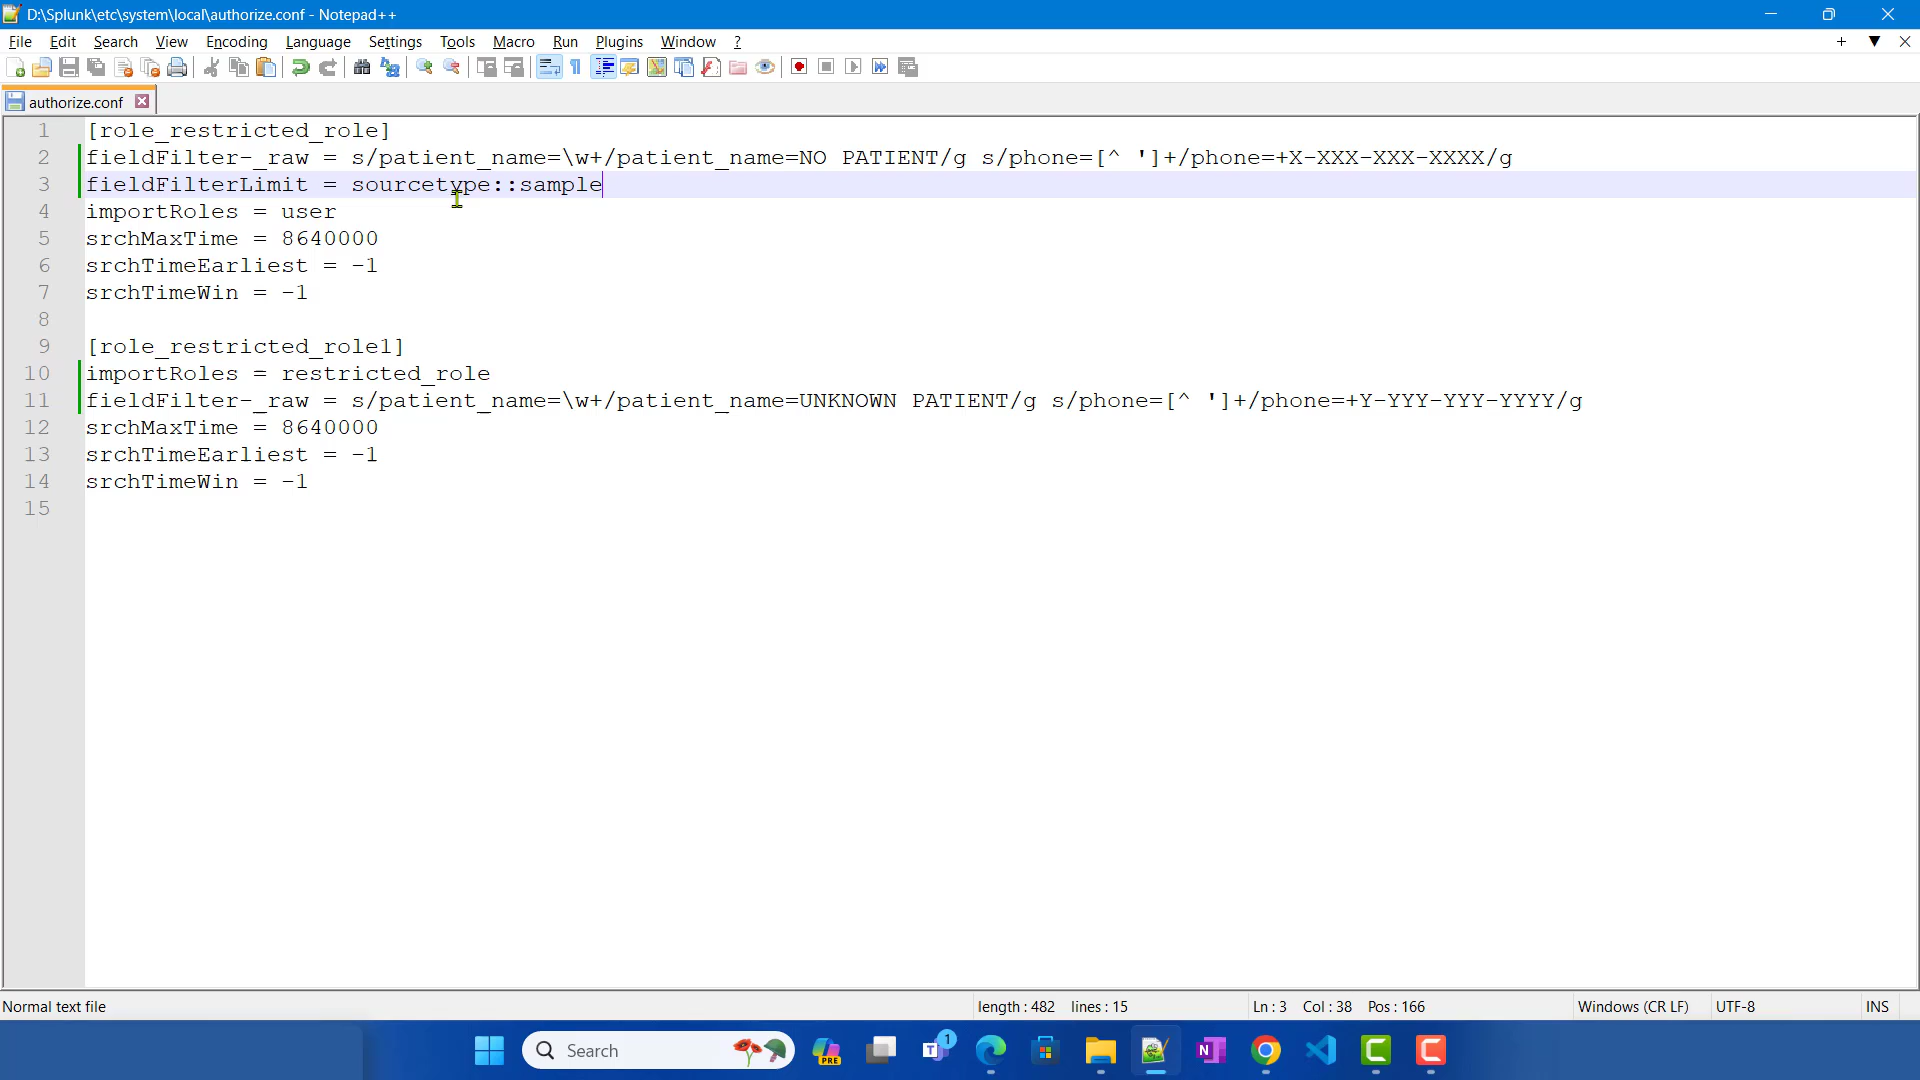 D:\Splunk\etc\system\local\authorize.conf - Notepad++
File Edit Search View Encoding Language Settings Tools Macro Run Plugins Window ?
authorize.conf
1 [role_restricted_role]
2 fieldFilter-_raw = s/patient_name=\w+/patient_name=NO PATIENT/g s/phone=[^ ']+/phone=+X-XXX-XXX-XXXX/g
3 fieldFilterLimit = sourcetype::sample
4 importRoles = user
5 srchMaxTime = 8640000
6 srchTimeEarliest = -1
7 srchTimeWin = -1
8
9 [role_restricted_role1]
10 importRoles = restricted_role
11 fieldFilter-_raw = s/patient_name=\w+/patient_name=UNKNOWN PATIENT/g s/phone=[^ ']+/phone=+Y-YYY-YYY-YYYY/g
12 srchMaxTime = 8640000
13 srchTimeEarliest = -1
14 srchTimeWin = -1
15
Normal text file length : 482 lines : 15 Ln : 3 Col : 38 Pos : 166 Windows (CR LF) UTF-8 INS
Search PRE T 1 N C C